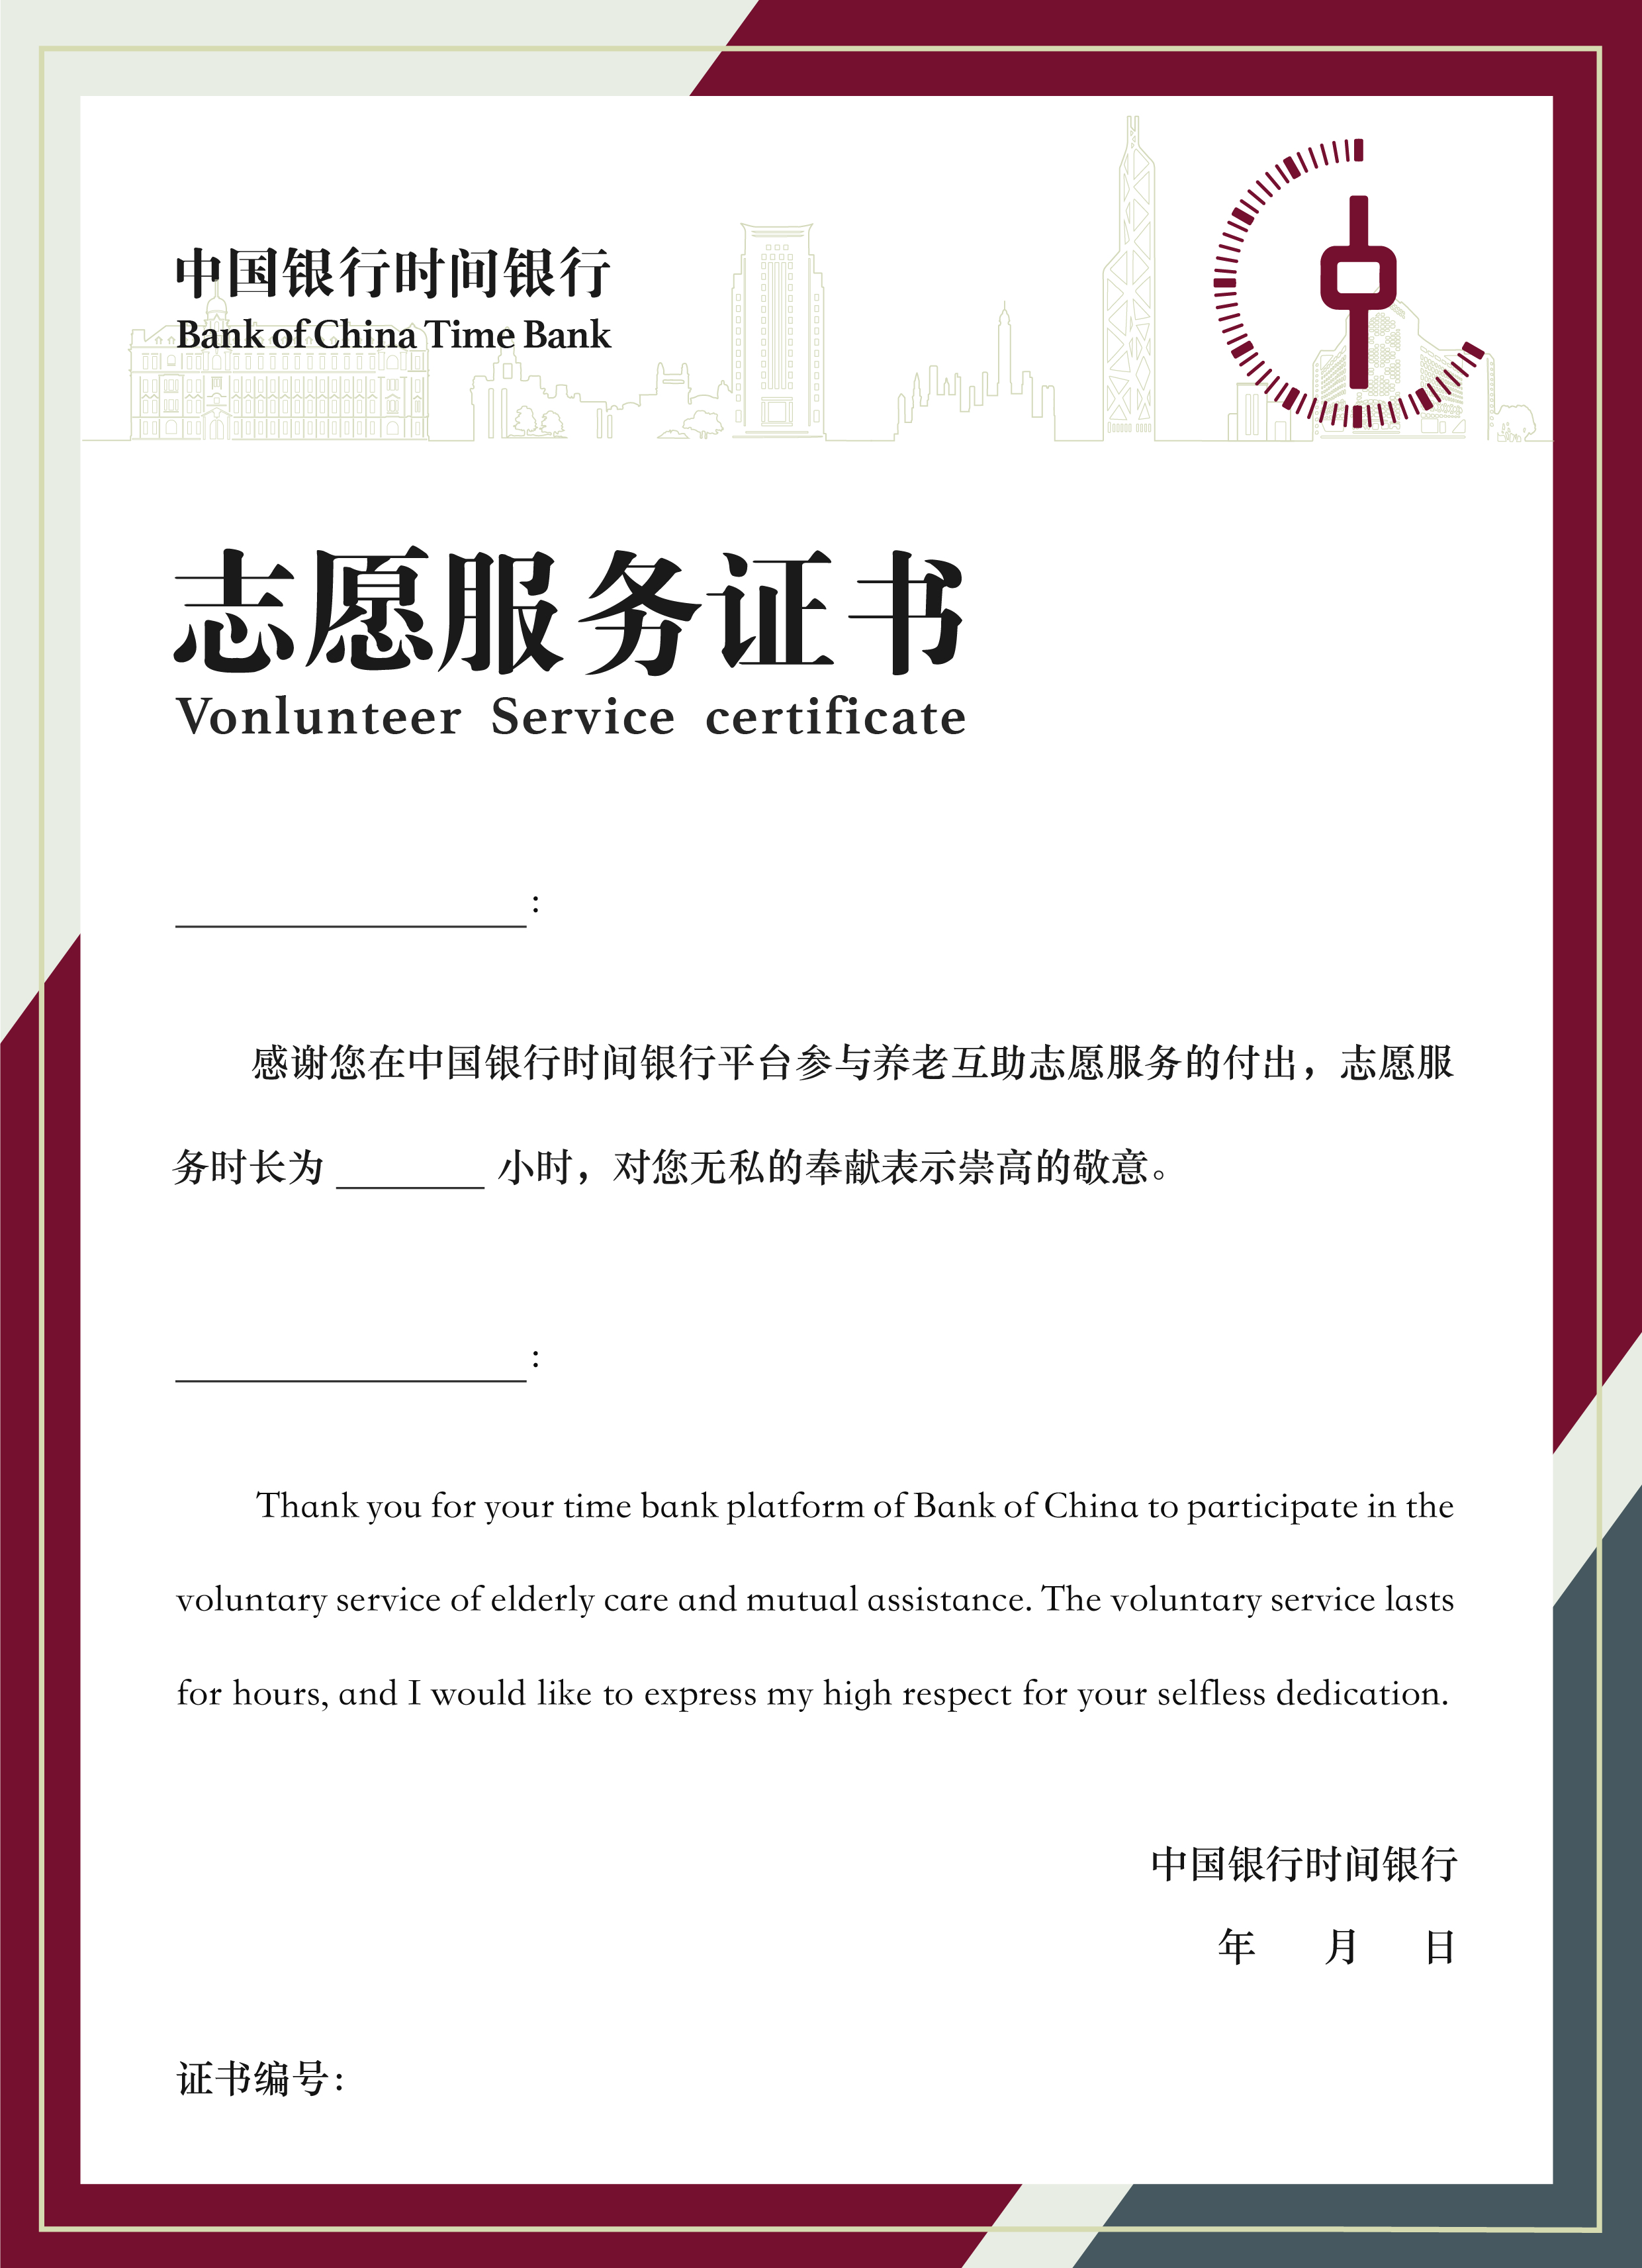 中国银行时间银行
Bank of China Time Bank
志愿服务证书
Vonlunteer Service certificate
:
感谢您在中国银行时间银行平台参与养老互助志愿服务的付出，志愿服
务时长为 ______ 小时，对您无私的奉献表示崇高的敬意。
:
Thank you for your time bank platform of Bank of China to participate in the
voluntary service of elderly care and mutual assistance. The voluntary service lasts
for hours, and I would like to express my high respect for your selfless dedication.
中国银行时间银行
年 月 日
证书编号：